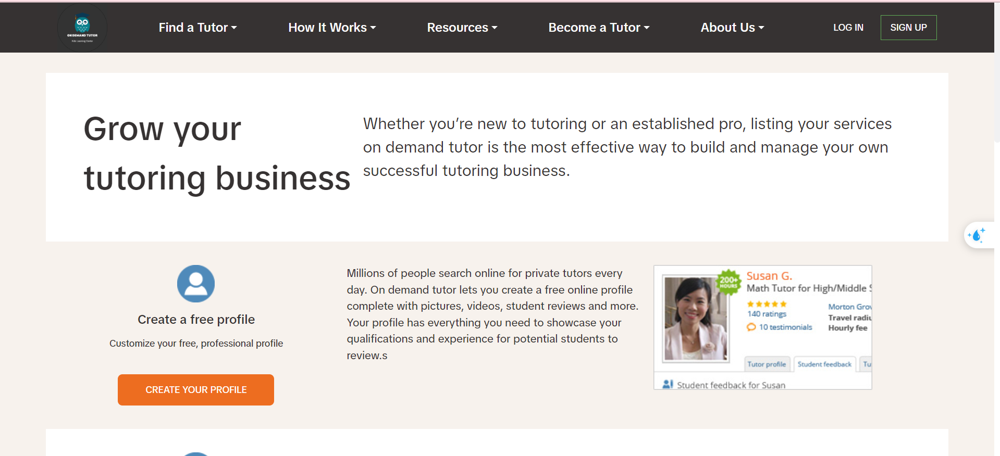 ON DEMAND TUTOR
Kids Learning Center
Find a Tutor
How It Works
Resources
Become a Tutor
About Us
LOG IN
SIGN UP
Grow your
tutoring business
Whether you’re new to tutoring or an established pro, listing your services
on demand tutor is the most effective way to build and manage your own
successful tutoring business.
Create a free profile
Customize your free, professional profile
CREATE YOUR PROFILE
Millions of people search online for private tutors every
day. On demand tutor lets you create a free online profile
complete with pictures, videos, student reviews and more.
Your profile has everything you need to showcase your
qualifications and experience for potential students to
review.s
200+
HOURS
Susan G.
Math Tutor for High/Middle S
140 ratings
10 testimonials
Morton Grov
Travel radiu
Hourly fee
Tutor profile
Student feedback
Tu
Student feedback for Susan